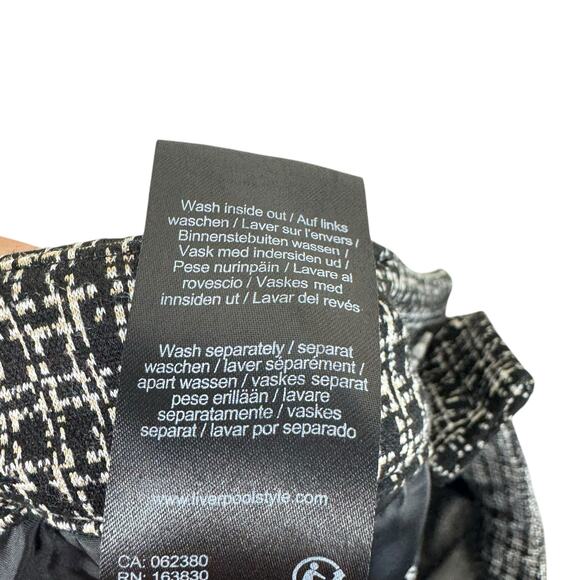 Wash inside out / Auf links
waschen / Laver sur l'envers /
Binnenstebuiten wassen /
Vask med indersiden ud /
Pese nurinpäin / Lavare al
rovescio / Vaskes med
innsiden ut / Lavar del revés
Wash separately / separat
waschen / laver séparément /
apart wassen / vaskes separat
pese erillään / lavare
séparatamente / vaskes
separat / lavar por separado
www.liverpoolstyle.com
CA: 062380
RN: 163830